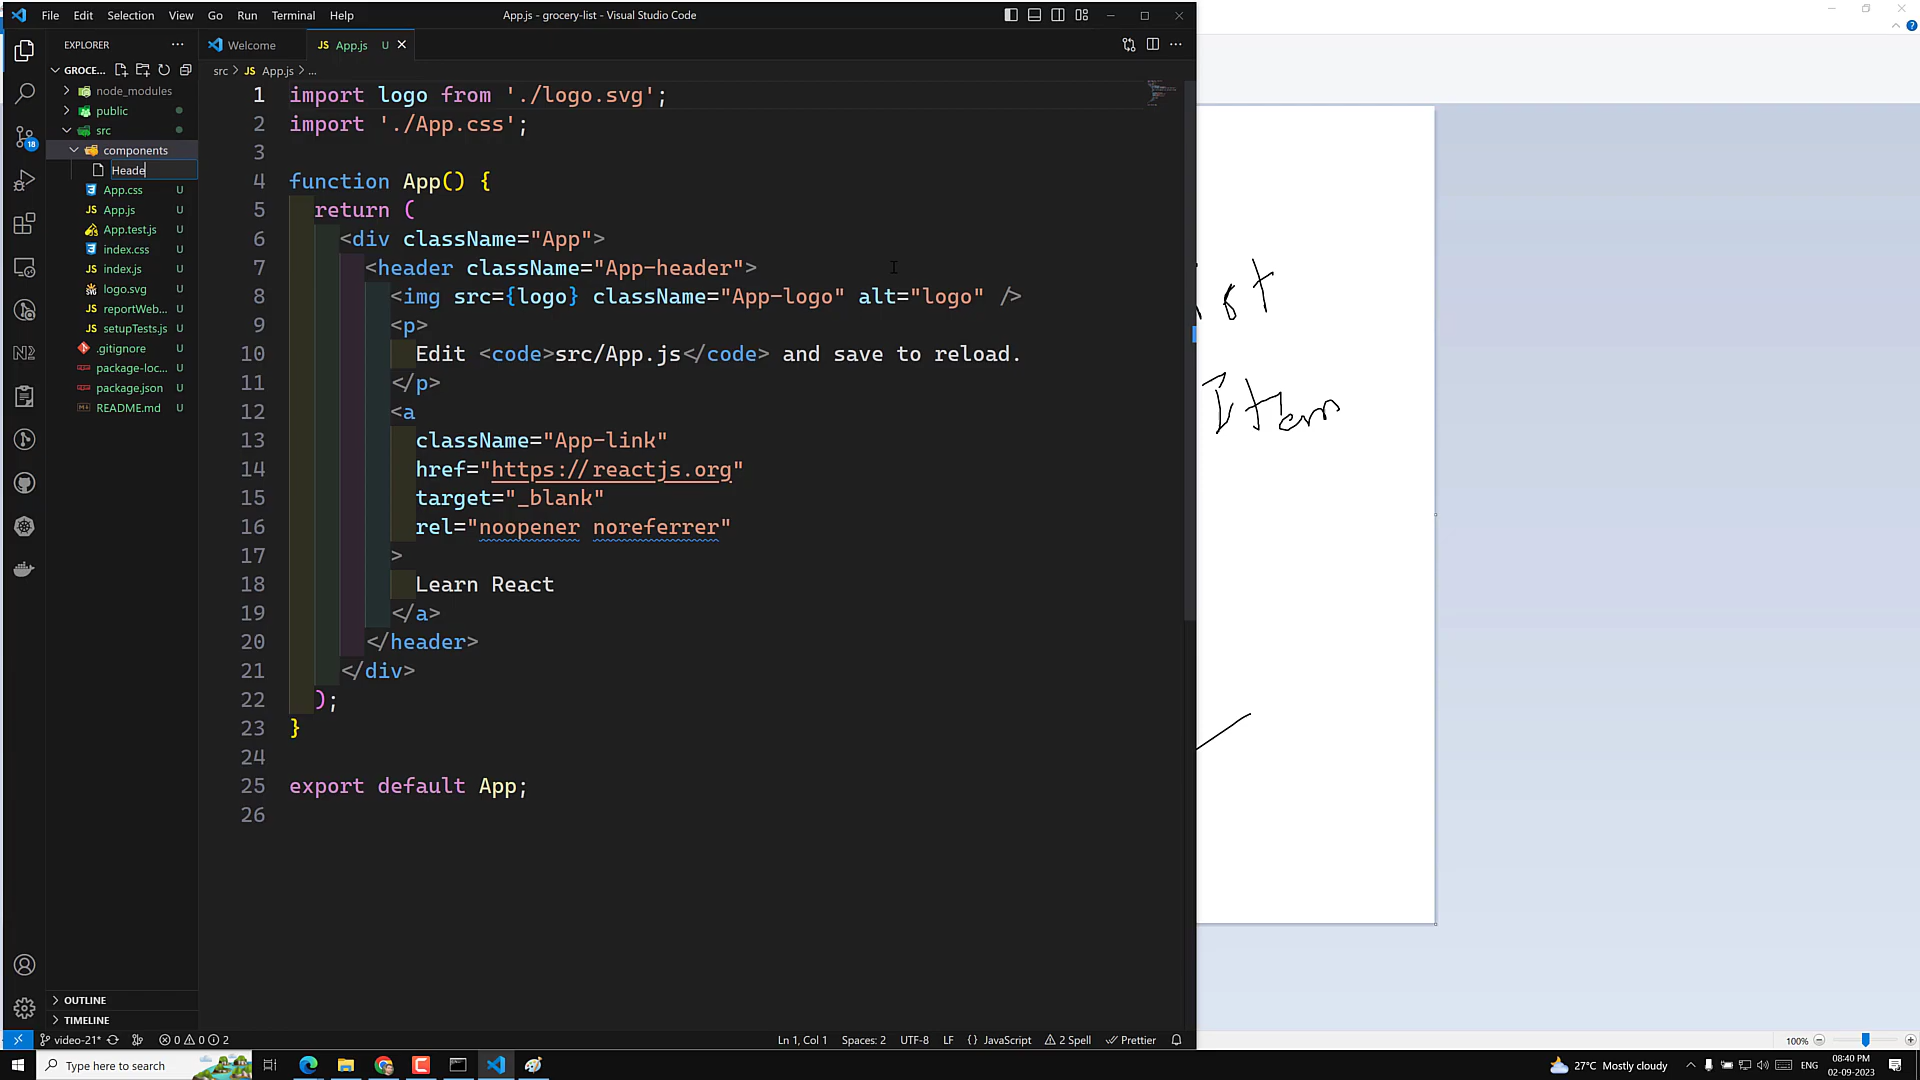 File Edit Selection View Go Run Terminal Help
App.js - grocery-list - Visual Studio Code
EXPLORER
Welcome
JS App.js U
GROCE...
src > JS App.js > ...
node_modules
public
src
components
Heade
App.css U
JS App.js U
App.test.js U
index.css U
JS index.js U
logo.svg U
reportWeb... U
setupTests.js U
.gitignore U
package-loc... U
package.json U
README.md U
OUTLINE
TIMELINE
18
1 import logo from './logo.svg';
2 import './App.css';
3
4 function App() {
5 return (
6 <div className="App">
7 <header className="App-header">
8 <img src={logo} className="App-logo" alt="logo" />
9 <p>
10 Edit <code>src/App.js</code> and save to reload.
11 </p>
12 <a
13 className="App-link"
14 href="https://reactjs.org"
15 target="_blank"
16 rel="noopener noreferrer"
17 >
18 Learn React
19 </a>
20 </header>
21 </div>
22 );
23 }
24
25 export default App;
26
Item
video-21* 0 0 2
Ln 1, Col 1 Spaces: 2 UTF-8 LF {} JavaScript 2 Spell Prettier
100%
Type here to search
27°C Mostly cloudy
ENG
08:40 PM
02-09-2023